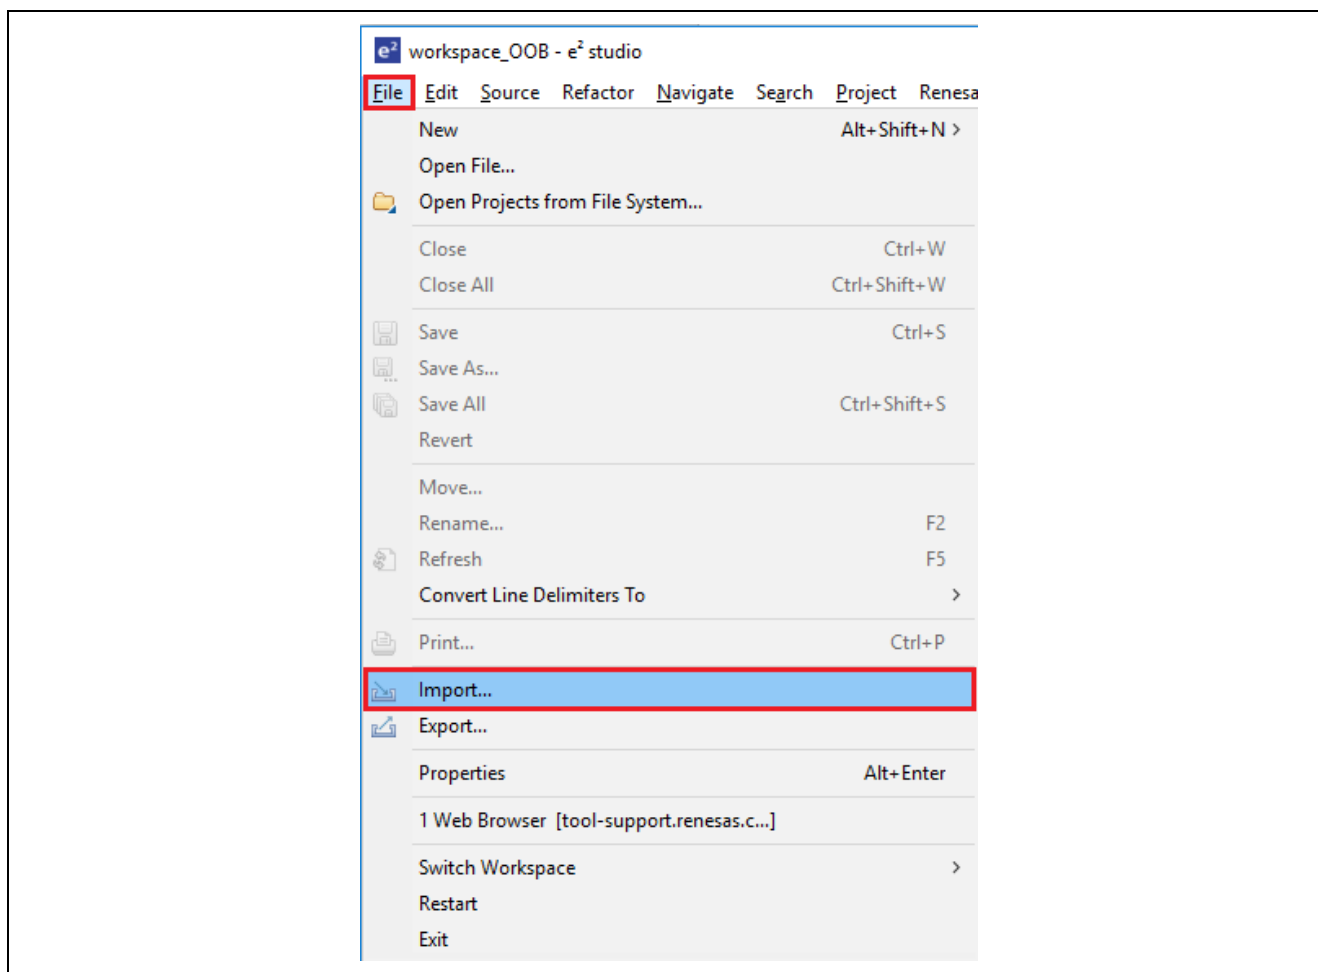 e² workspace_OOB - e² studio
File Edit Source Refactor Navigate Search Project Renesa
New Alt+Shift+N >
Open File...
Open Projects from File System...
Close Ctrl+W
Close All Ctrl+Shift+W
Save Ctrl+S
Save As...
Save All Ctrl+Shift+S
Revert
Move...
Rename... F2
Refresh F5
Convert Line Delimiters To >
Print... Ctrl+P
Import...
Export...
Properties Alt+Enter
1 Web Browser [tool-support.renesas.c...]
Switch Workspace >
Restart
Exit